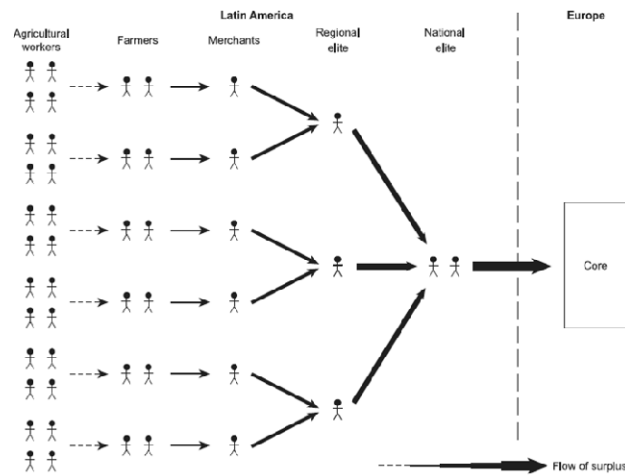 Latin America
Europe
Agricultural
workers
Farmers
Merchants
Regional
elite
National
elite
Core
Flow of surplus